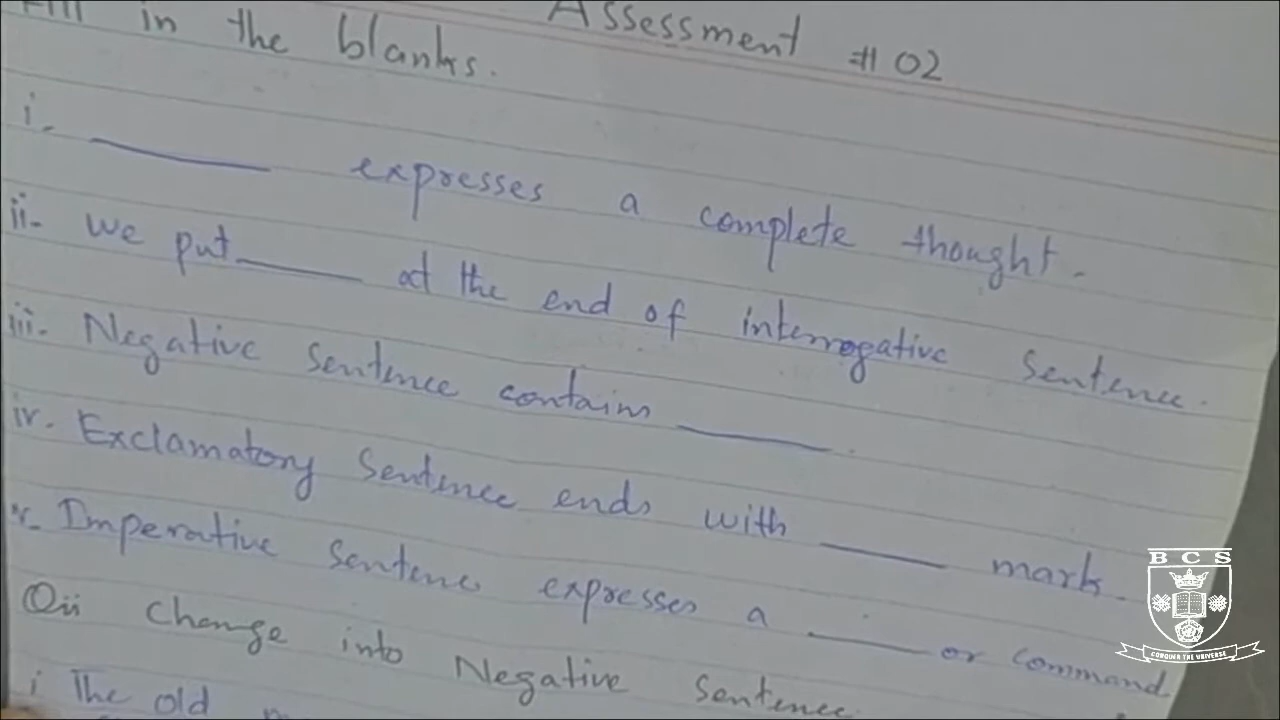 Assessment # 02
Fill in the blanks.
i. ______ expresses a complete thought.
ii- We put ______ at the end of interrogative Sentence.
iii- Negative Sentence contains ______.
iv. Exclamatory Sentence ends with ______ mark.
v- Imperative Sentence expresses a ______ or command
Qii Change into Negative Sentence.
i The old
BCS
CONQUER THE UNIVERSE